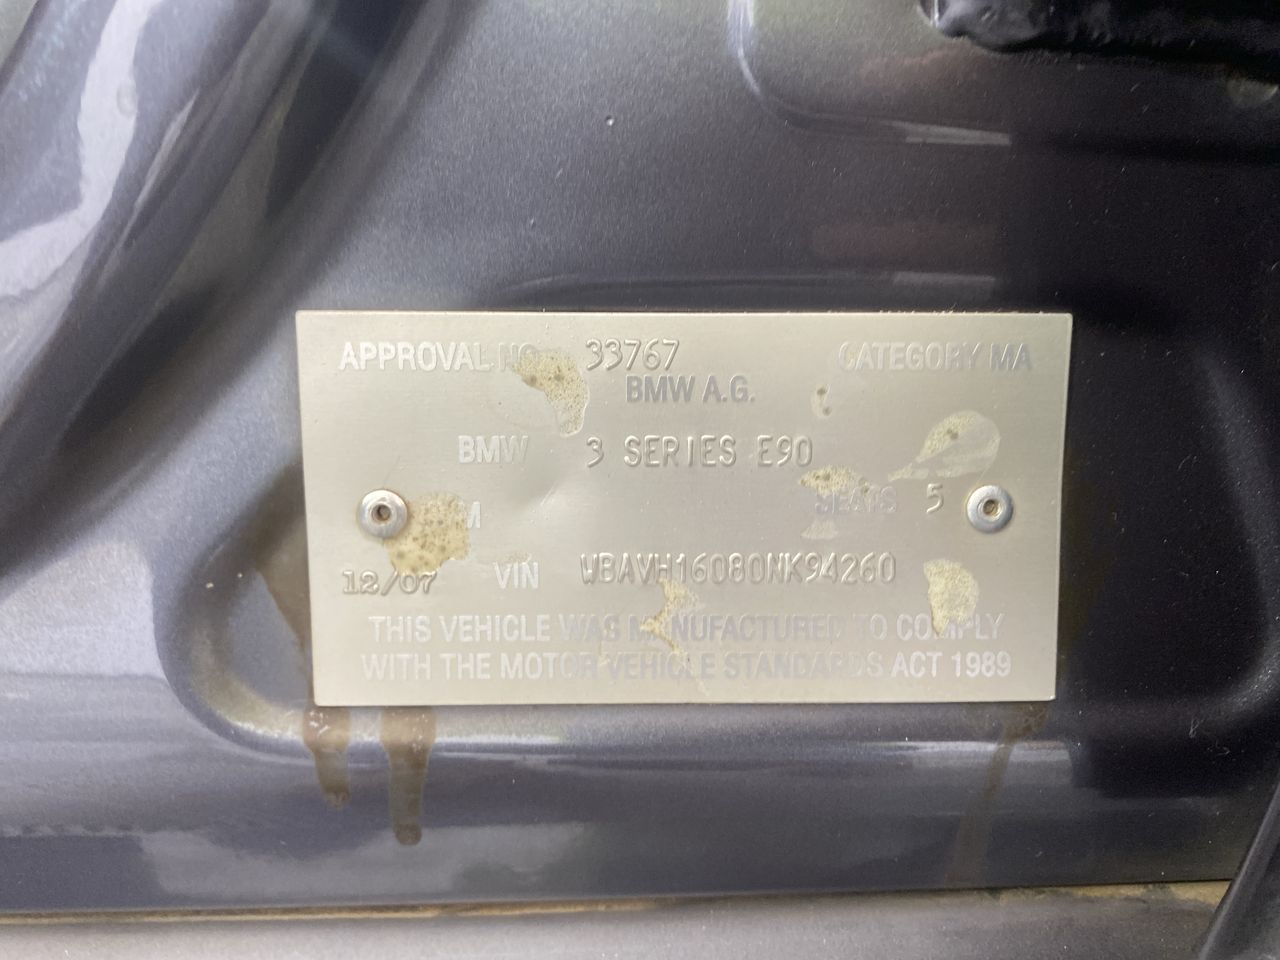 APPROVAL NO 33767 CATEGORY MA
BMW A.G.
BMW 3 SERIES E90
SEATS 5
12/07 VIN WBAVH16080NK94260
THIS VEHICLE WAS MANUFACTURED TO COMPLY
WITH THE MOTOR VEHICLE STANDARDS ACT 1989